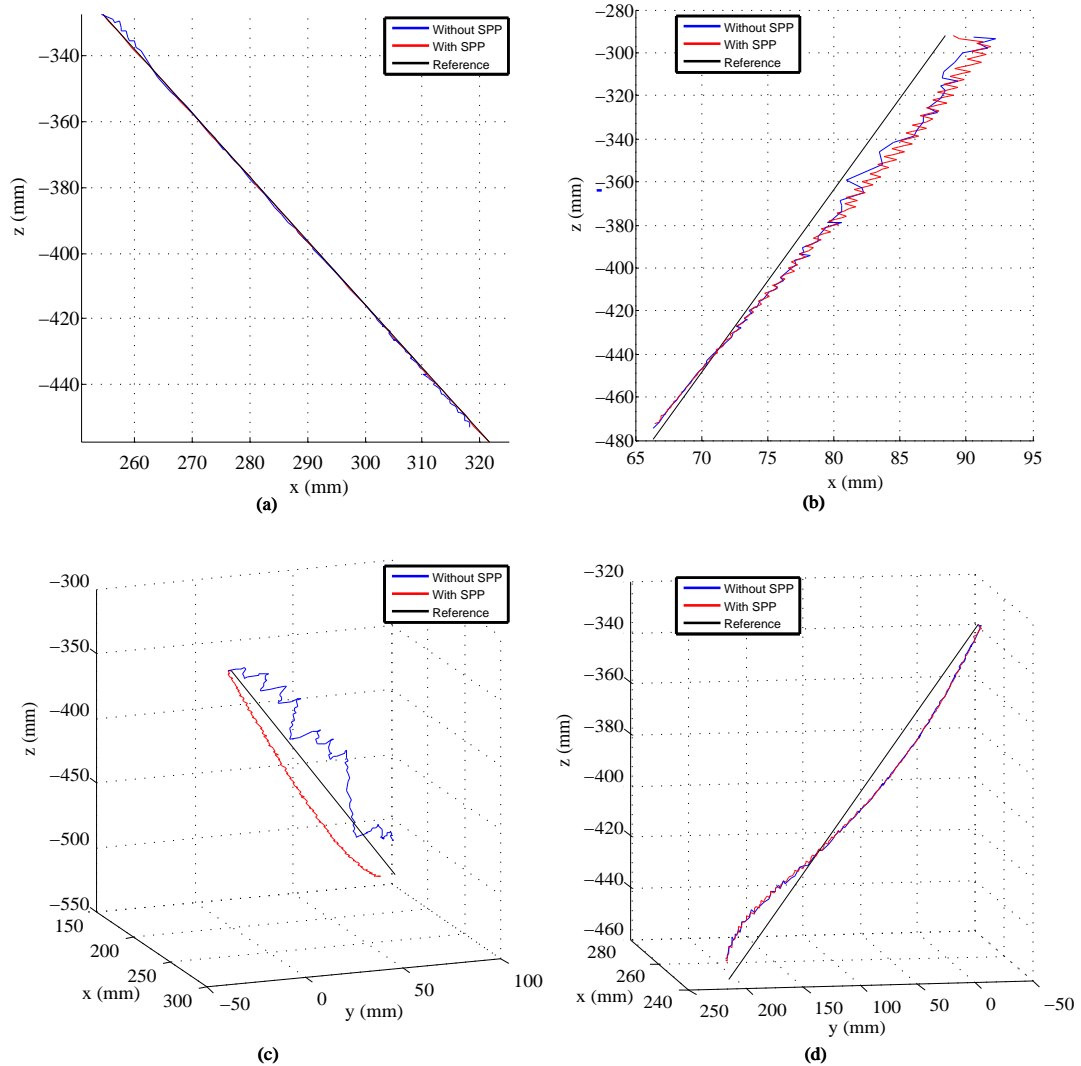 Without SPP
With SPP
Reference
−340
−360
−380
−400
−420
−440
z (mm)
260
270
280
290
300
310
320
x (mm)
(a)
Without SPP
With SPP
Reference
−280
−300
−320
−340
−360
−380
−400
−420
−440
−460
−480
z (mm)
65
70
75
80
85
90
95
x (mm)
(b)
Without SPP
With SPP
Reference
−300
−350
−400
−450
−500
−550
z (mm)
150
200
250
300
x (mm)
−50
0
50
100
y (mm)
(c)
Without SPP
With SPP
Reference
−320
−340
−360
−380
−400
−420
−440
−460
z (mm)
280
260
240
x (mm)
250
200
150
100
50
0
−50
y (mm)
(d)